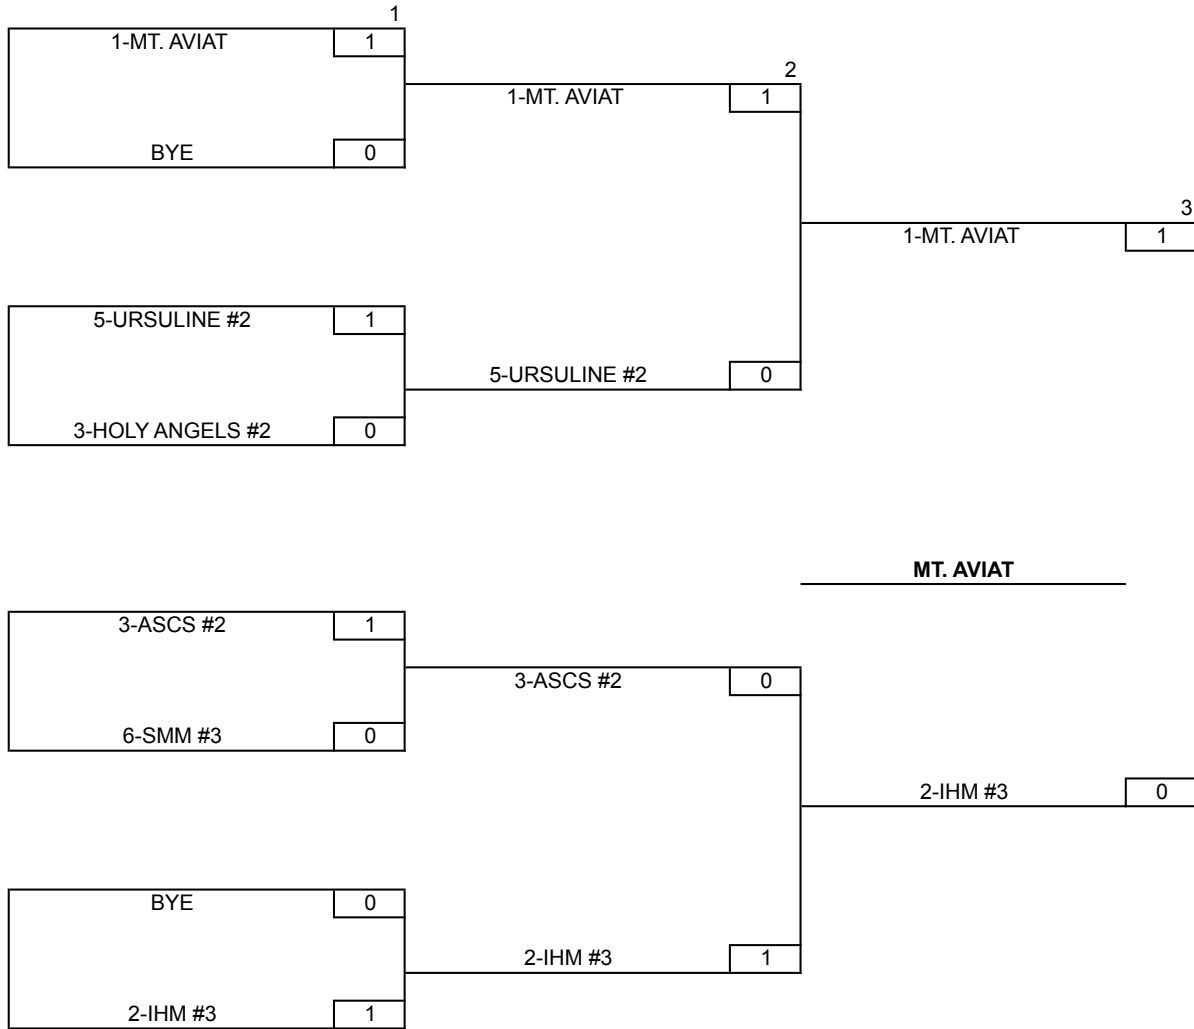 1
1-MT. AVIAT 1
2
1-MT. AVIAT 1
BYE 0
3
1-MT. AVIAT 1
5-URSULINE #2 1
5-URSULINE #2 0
3-HOLY ANGELS #2 0
MT. AVIAT
3-ASCS #2 1
3-ASCS #2 0
6-SMM #3 0
2-IHM #3 0
BYE 0
2-IHM #3 1
2-IHM #3 1